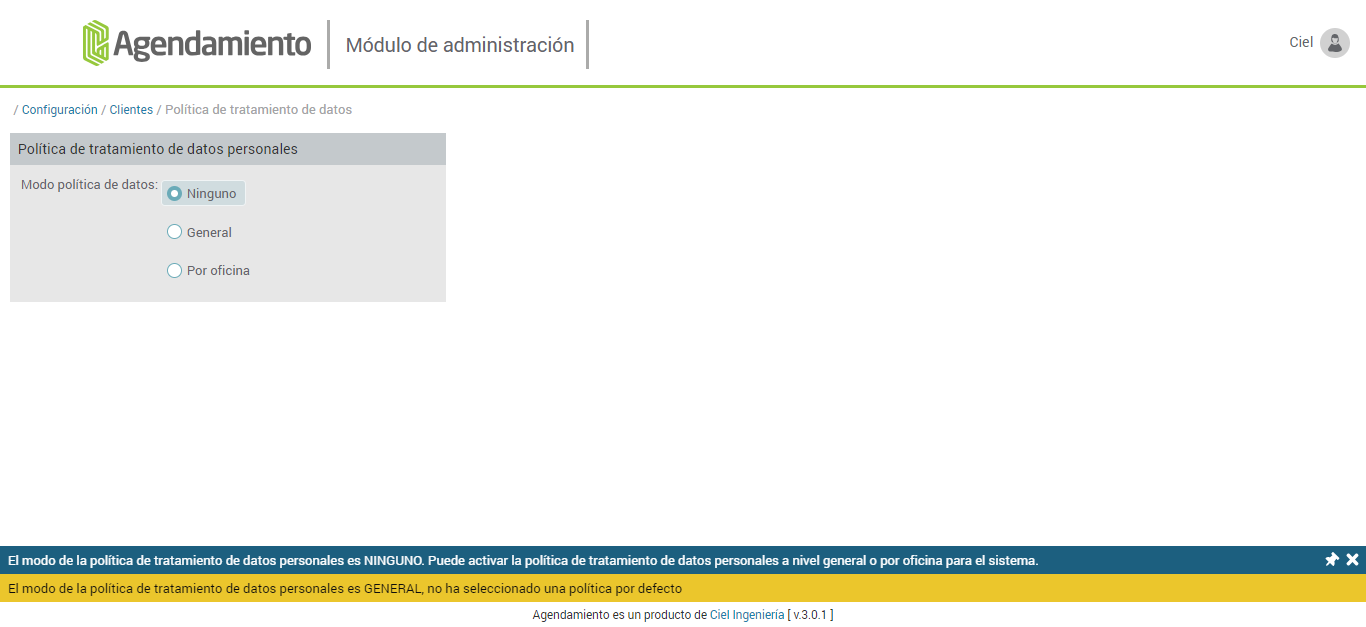 Agendamiento
Módulo de administración
Ciel
/ Configuración / Clientes / Política de tratamiento de datos
Política de tratamiento de datos personales
Modo política de datos:
Ninguno
General
Por oficina
El modo de la política de tratamiento de datos personales es NINGUNO. Puede activar la política de tratamiento de datos personales a nivel general o por oficina para el sistema.
El modo de la política de tratamiento de datos personales es GENERAL, no ha seleccionado una política por defecto
Agendamiento es un producto de Ciel Ingeniería [ v.3.0.1 ]